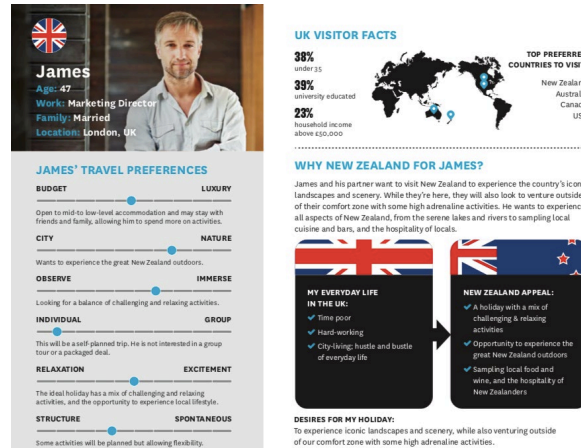 James
Age: 47
Work: Marketing Director
Family: Married
Location: London, UK
JAMES' TRAVEL PREFERENCES
BUDGET LUXURY
Open to mid-to low-level accommodation and may stay with
friends and family, allowing him to spend more on activities.
CITY NATURE
Wants to experience the great New Zealand outdoors.
OBSERVE IMMERSE
Looking for a balance of challenging and relaxing activities.
INDIVIDUAL GROUP
This will be a self-planned trip. He is not interested in a group
tour or a packaged deal.
RELAXATION EXCITEMENT
The ideal holiday has a mix of challenging and relaxing
activities, and the opportunity to experience local lifestyle.
STRUCTURE SPONTANEOUS
Some activities will be planned but allowing flexibility.
UK VISITOR FACTS
38%
under 35
39%
university educated
23%
household income
above £50,000
TOP PREFERRE
COUNTRIES TO VISI
New Zealan
Austral
Canad
US
WHY NEW ZEALAND FOR JAMES?
James and his partner want to visit New Zealand to experience the country's icon
landscapes and scenery. While they're here, they will also look to venture outside
of their comfort zone with some high adrenaline activities. He wants to experienc
all aspects of New Zealand, from the serene lakes and rivers to sampling local
cuisine and bars, and the hospitality of locals.
MY EVERYDAY LIFE
IN THE UK:
Time poor
Hard-working
City-living; hustle and bustle
of everyday life
NEW ZEALAND APPEAL:
A holiday with a mix of
challenging & relaxing
activities
Opportunity to experience the
great New Zealand outdoors
Sampling local food and
wine, and the hospitality of
New Zealanders
DESIRES FOR MY HOLIDAY:
To experience iconic landscapes and scenery, while also venturing outside
of our comfort zone with some high adrenaline activities.